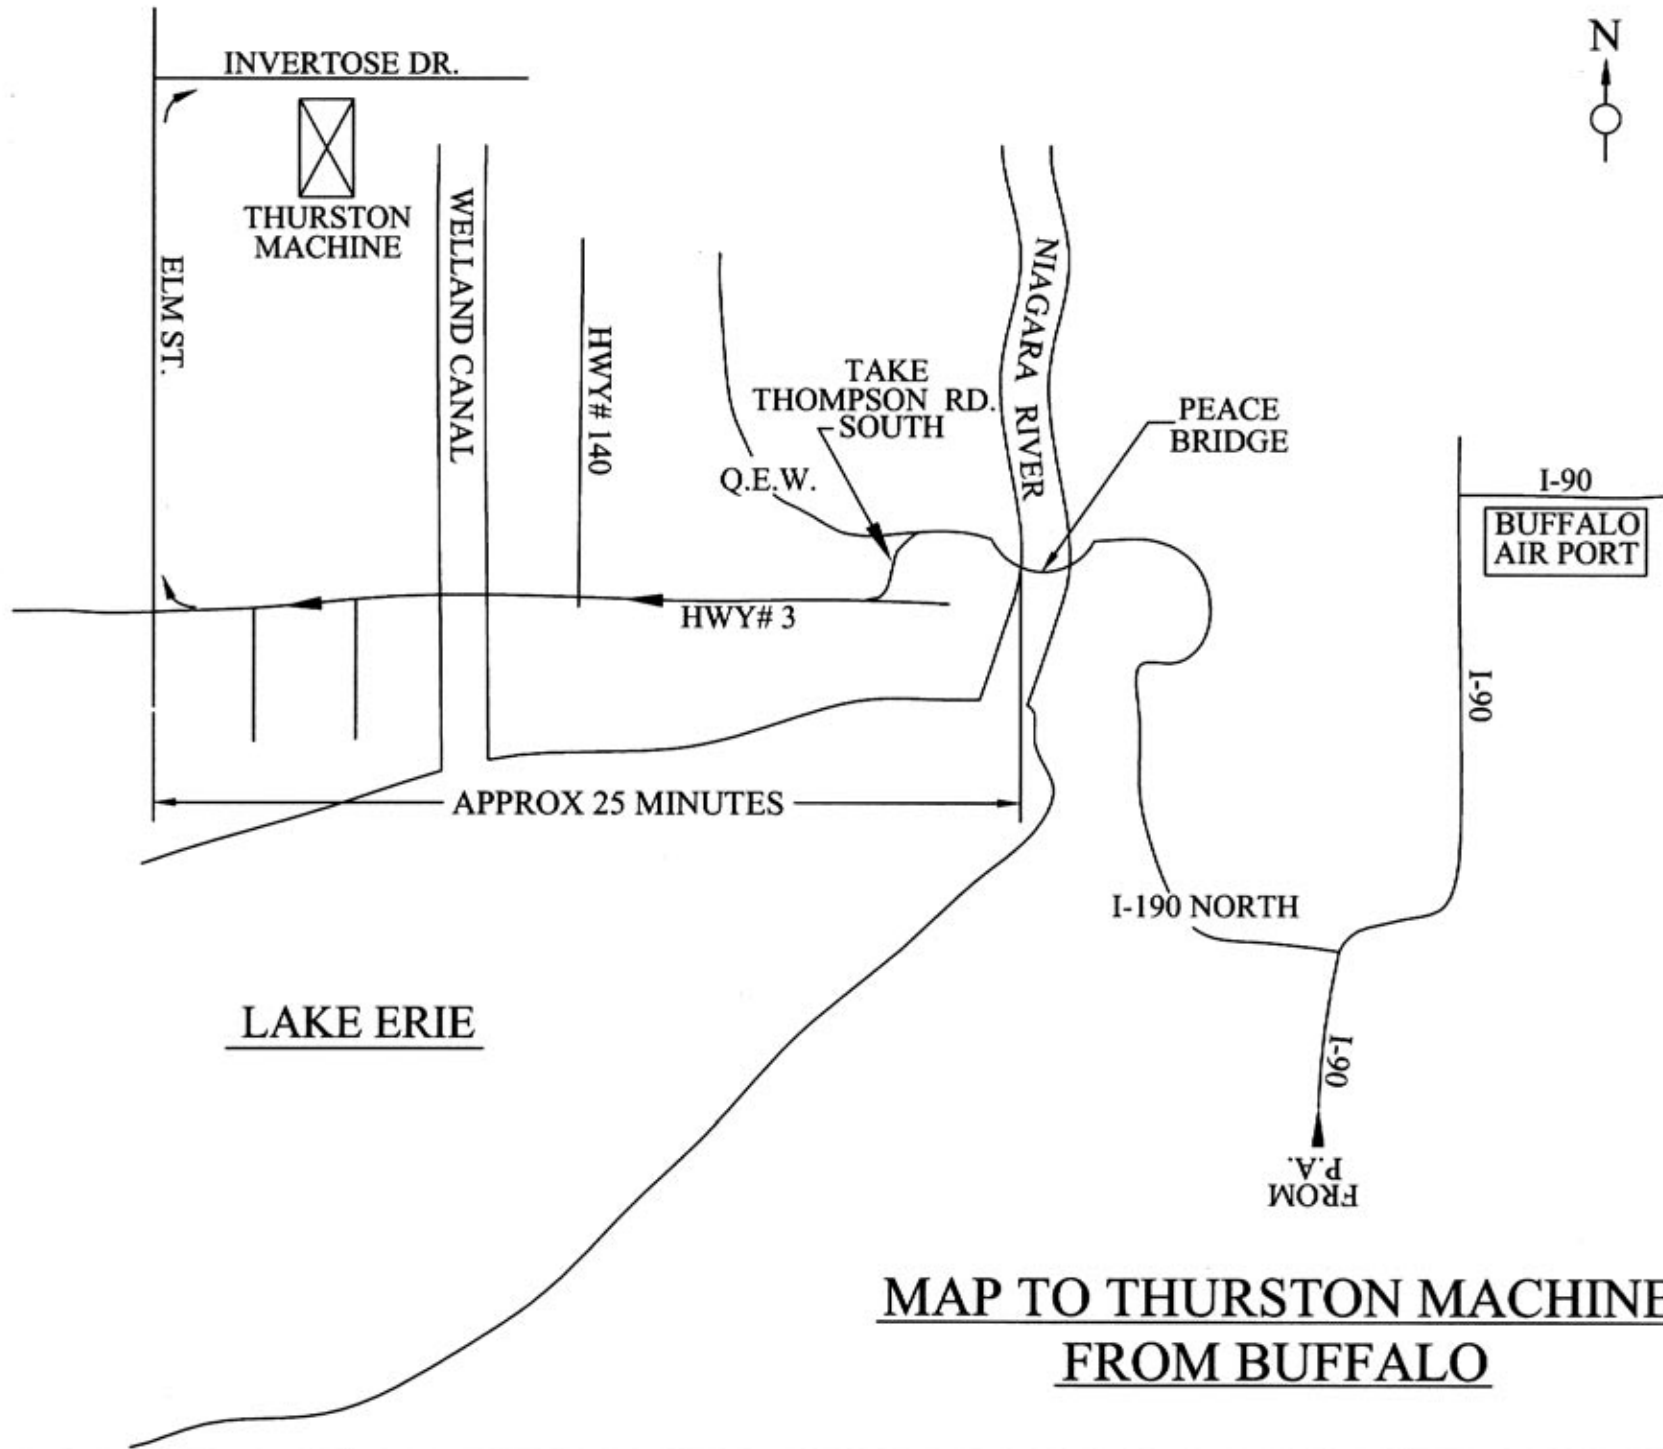 N
INVERTOSE DR.
THURSTON
MACHINE
ELM ST.
WELLAND CANAL
HWY# 140
NIAGARA RIVER
TAKE
THOMPSON RD.
SOUTH
PEACE
BRIDGE
Q.E.W.
I-90
BUFFALO
AIR PORT
HWY# 3
I-90
APPROX 25 MINUTES
I-190 NORTH
LAKE ERIE
I-90
FROM
P.A.
MAP TO THURSTON MACHINE
FROM BUFFALO